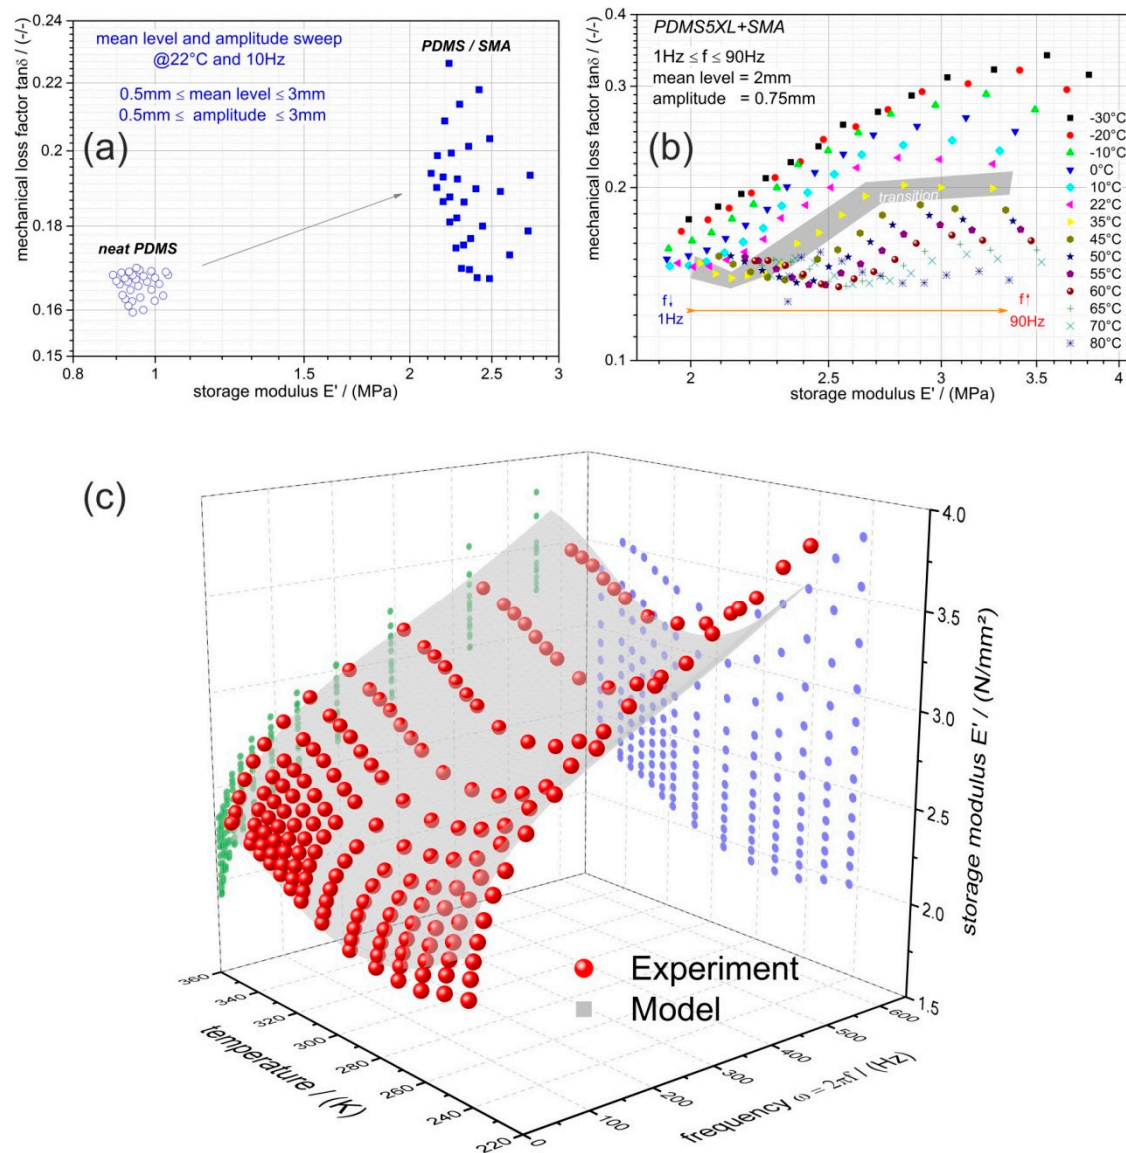 0.24
0.22
0.2
0.18
0.16
0.15
mechanical loss factor tanδ / (-/-)
mean level and amplitude sweep
@22°C and 10Hz
0.5mm ≤ mean level ≤ 3mm
0.5mm ≤ amplitude ≤ 3mm
(a)
PDMS / SMA
neat PDMS
0.8 1 1.5 2 2.5 3
storage modulus E' / (MPa)
0.4
0.3
0.2
0.1
mechanical loss factor tanδ / (-/-)
PDMS5XL+SMA
1Hz ≤ f ≤ 90Hz
mean level = 2mm
amplitude = 0.75mm
(b)
transition
f↓
1Hz
f↑
90Hz
-30°C
-20°C
-10°C
0°C
10°C
22°C
35°C
45°C
50°C
55°C
60°C
65°C
70°C
80°C
2 2.5 3 3.5 4
storage modulus E' / (MPa)
(c)
4.0
3.5
3.0
2.5
2.0
1.5
storage modulus E' / (N/mm²)
Experiment
Model
360
340
320
300
280
260
240
220
temperature / (K)
0
100
200
300
400
500
600
frequency ω = 2πf / (Hz)